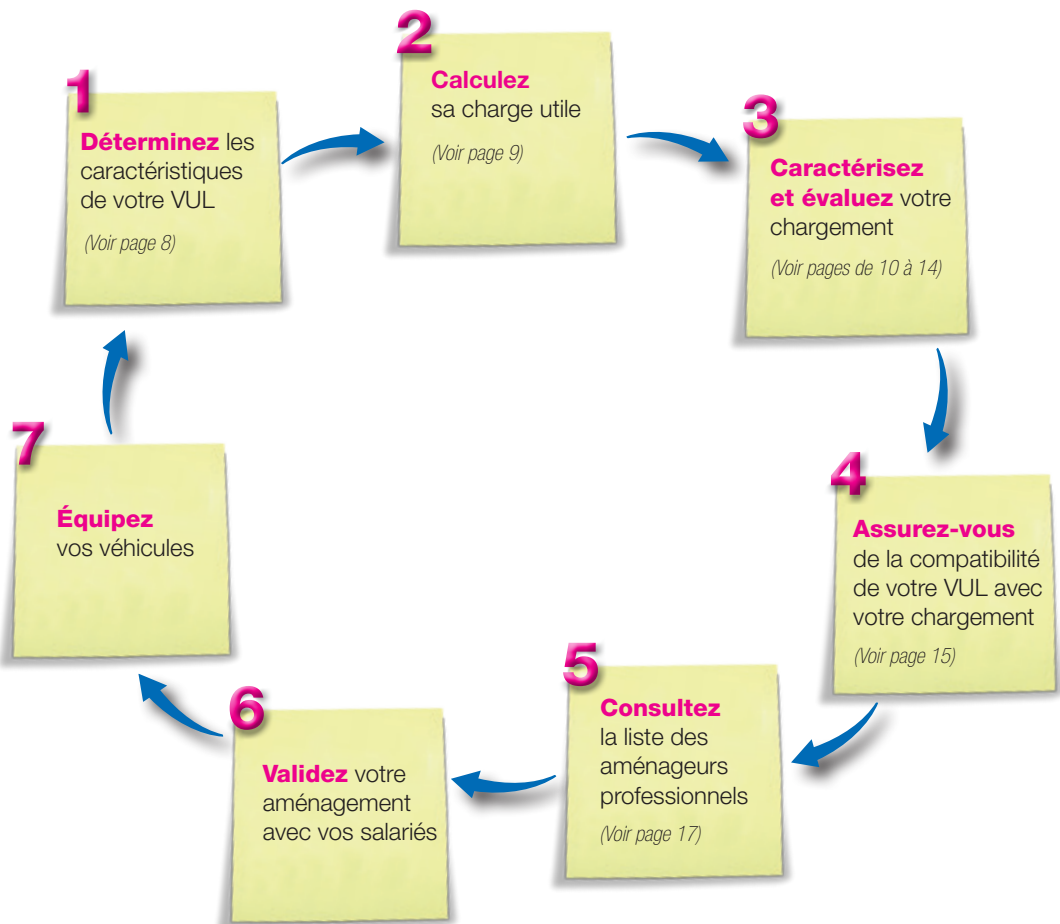 1
Déterminez les
caractéristiques
de votre VUL
(Voir page 8)
2
Calculez
sa charge utile
(Voir page 9)
3
Caractérisez
et évaluez votre
chargement
(Voir pages de 10 à 14)
4
Assurez-vous
de la compatibilité
de votre VUL avec
votre chargement
(Voir page 15)
5
Consultez
la liste des
aménageurs
professionnels
(Voir page 17)
6
Validez votre
aménagement
avec vos salariés
7
Équipez
vos véhicules